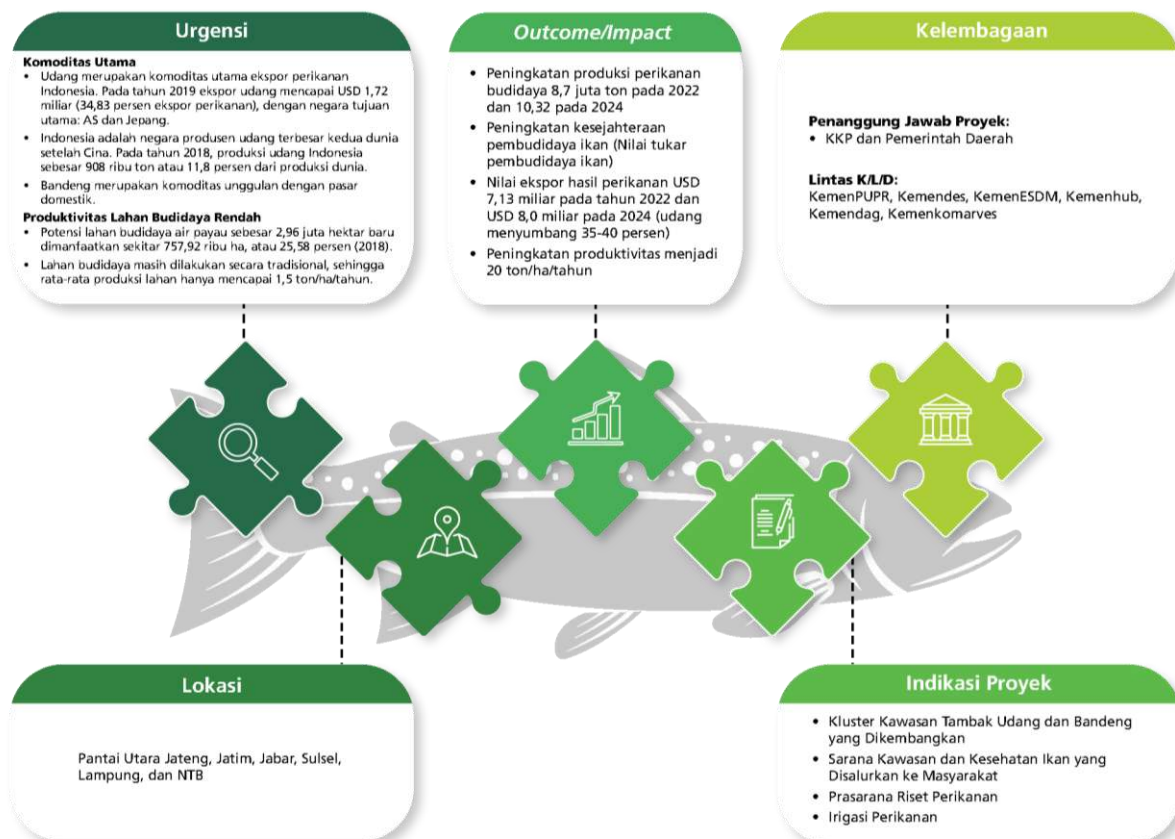 Urgensi
Komoditas Utama
• Udang merupakan komoditas utama ekspor perikanan
Indonesia. Pada tahun 2019 ekspor udang mencapai USD 1,72
miliar (34,83 persen ekspor perikanan), dengan negara tujuan
utama: AS dan Jepang.
• Indonesia adalah negara produsen udang terbesar kedua dunia
setelah Cina. Pada tahun 2018, produksi udang Indonesia
sebesar 908 ribu ton atau 11,8 persen dari produksi dunia.
• Bandeng merupakan komoditas unggulan dengan pasar
domestik.
Produktivitas Lahan Budidaya Rendah
• Potensi lahan budidaya air payau sebesar 2,96 juta hektar baru
dimanfaatkan sekitar 757,92 ribu ha, atau 25,58 persen (2018).
• Lahan budidaya masih dilakukan secara tradisional, sehingga
rata-rata produksi lahan hanya mencapai 1,5 ton/ha/tahun.
Outcome/Impact
• Peningkatan produksi perikanan
budidaya 8,7 juta ton pada 2022
dan 10,32 pada 2024
• Peningkatan kesejahteraan
pembudidaya ikan (Nilai tukar
pembudidaya ikan)
• Nilai ekspor hasil perikanan USD
7,13 miliar pada tahun 2022 dan
USD 8,0 miliar pada 2024 (udang
menyumbang 35-40 persen)
• Peningkatan produktivitas menjadi
20 ton/ha/tahun
Kelembagaan
Penanggung Jawab Proyek:
• KKP dan Pemerintah Daerah
Lintas K/L/D:
KemenPUPR, Kemendes, KemenESDM, Kemenhub,
Kemendag, Kemenkomarves
Lokasi
Pantai Utara Jateng, Jatim, Jabar, Sulsel,
Lampung, dan NTB
Indikasi Proyek
• Kluster Kawasan Tambak Udang dan Bandeng
yang Dikembangkan
• Sarana Kawasan dan Kesehatan Ikan yang
Disalurkan ke Masyarakat
• Prasarana Riset Perikanan
• Irigasi Perikanan